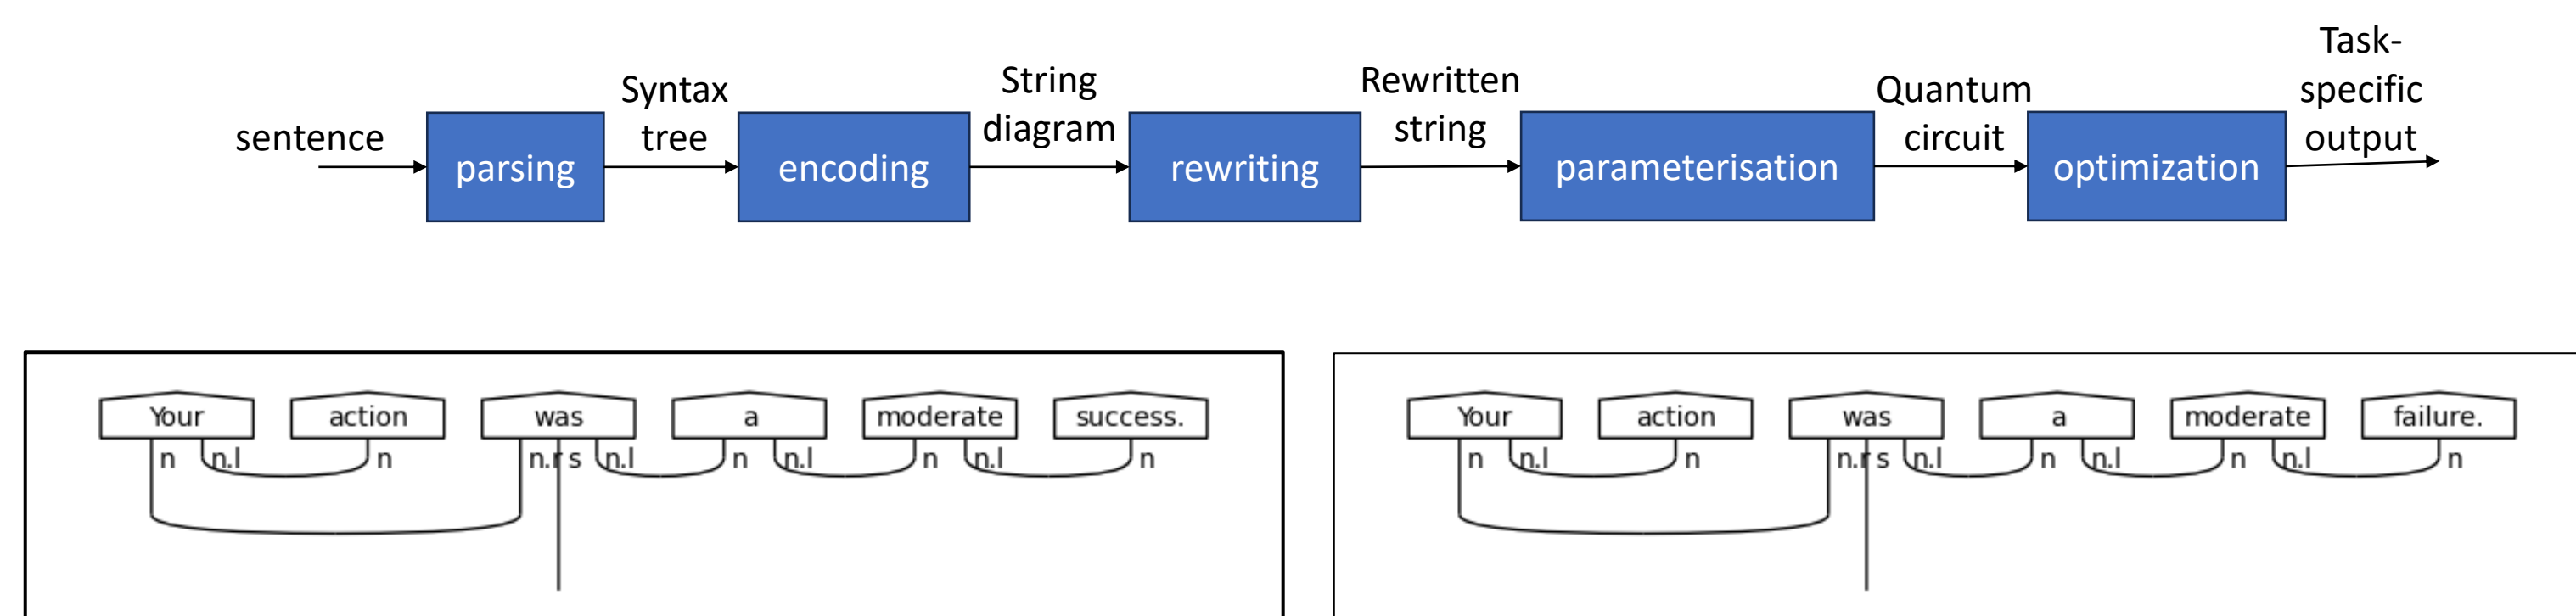 sentence
parsing
Syntax
tree
encoding
String
diagram
rewriting
Rewritten
string
parameterisation
Quantum
circuit
optimization
Task-
specific
output
Your action was a moderate success.
n n.l n n.r s n.l n n.l n n.l n
Your action was a moderate failure.
n n.l n n.r s n.l n n.l n n.l n